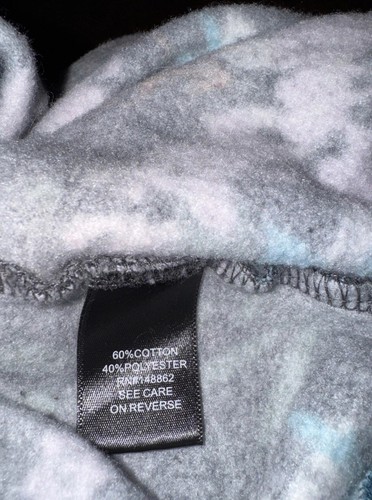 60%COTTON
40%POLYESTER
RN#148862
SEE CARE
ON REVERSE